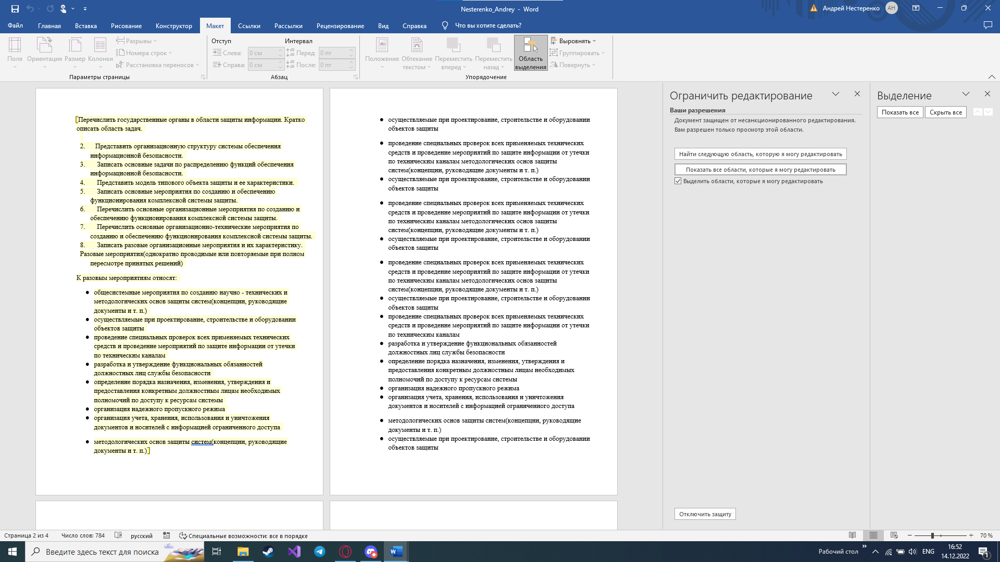 Nesterenko_Andrey - Word
Андрей Нестеренко
АН
Файл
Главная
Вставка
Рисование
Конструктор
Макет
Ссылки
Рассылки
Рецензирование
Вид
Справка
Что вы хотите сделать?
Поля
Ориентация
Размер
Колонки
Разрывы
Номера строк
Расстановка переносов
Параметры страницы
Отступ
Слева: 0 см
Справа: 0 см
Интервал
Перед: 0 пт
После: 0 пт
Абзац
Положение
Обтекание текстом
Переместить вперед
Переместить назад
Область выделения
Выровнять
Группировать
Повернуть
Упорядочение
Перечислить государственные органы в области защиты информации. Кратко
описать область задач.
2. Представить организационную структуру системы обеспечения
информационной безопасности.
3. Записать основные задачи по распределению функций обеспечения
информационной безопасности.
4. Представить модель типового объекта защиты и ее характеристики.
5. Записать основные мероприятия по созданию и обеспечению
функционирования комплексной системы защиты.
6. Перечислить основные организационные мероприятия по созданию и
обеспечению функционирования комплексной системы защиты.
7. Перечислить основные организационно-технические мероприятия по
созданию и обеспечению функционирования комплексной системы защиты.
8. Записать разовые организационные мероприятия и их характеристику.
Разовые мероприятия(однократно проводимые или повторяемые при полном
пересмотре принятых решений)
К разовым мероприятиям относят:
● общесистемные мероприятия по созданию научно - технических и
методологических основ защиты систем(концепции, руководящие
документы и т. п.)
● осуществляемые при проектирование, строительстве и оборудовании
объектов защиты
● проведение специальных проверок всех применяемых технических
средств и проведение мероприятий по защите информации от утечки
по техническим каналам
● разработка и утверждение функциональных обязанностей
должностных лиц службы безопасности
● определение порядка назначения, изменения, утверждения и
предоставления конкретным должностным лицам необходимых
полномочий по доступу к ресурсам системы
● организация надежного пропускного режима
● организация учета, хранения, использования и уничтожения
документов и носителей с информацией ограниченного доступа
● методологических основ защиты систем(концепции, руководящие
документы и т. п.)
● осуществляемые при проектирование, строительстве и оборудовании
объектов защиты
● проведение специальных проверок всех применяемых технических
средств и проведение мероприятий по защите информации от утечки
по техническим каналам методологических основ защиты
систем(концепции, руководящие документы и т. п.)
● осуществляемые при проектирование, строительстве и оборудовании
объектов защиты
● проведение специальных проверок всех применяемых технических
средств и проведение мероприятий по защите информации от утечки
по техническим каналам методологических основ защиты
систем(концепции, руководящие документы и т. п.)
● осуществляемые при проектирование, строительстве и оборудовании
объектов защиты
● проведение специальных проверок всех применяемых технических
средств и проведение мероприятий по защите информации от утечки
по техническим каналам методологических основ защиты
систем(концепции, руководящие документы и т. п.)
● осуществляемые при проектирование, строительстве и оборудовании
объектов защиты
● проведение специальных проверок всех применяемых технических
средств и проведение мероприятий по защите информации от утечки
по техническим каналам
● разработка и утверждение функциональных обязанностей
должностных лиц службы безопасности
● определение порядка назначения, изменения, утверждения и
предоставления конкретным должностным лицам необходимых
полномочий по доступу к ресурсам системы
● организация надежного пропускного режима
● организация учета, хранения, использования и уничтожения
документов и носителей с информацией ограниченного доступа
● методологических основ защиты систем(концепции, руководящие
документы и т. п.)
● осуществляемые при проектирование, строительстве и оборудовании
объектов защиты
Ограничить редактирование
Ваши разрешения
Документ защищен от несанкционированного редактирования.
Вам разрешен только просмотр этой области.
Найти следующую область, которую я могу редактировать
Показать все области, которые я могу редактировать
Выделить области, которые я могу редактировать
Отключить защиту
Выделение
Показать все
Скрыть все
Страница 2 из 4
Число слов: 784
русский
Специальные возможности: все в порядке
70 %
Введите здесь текст для поиска
Рабочий стол
ENG
16:52
14.12.2022
1